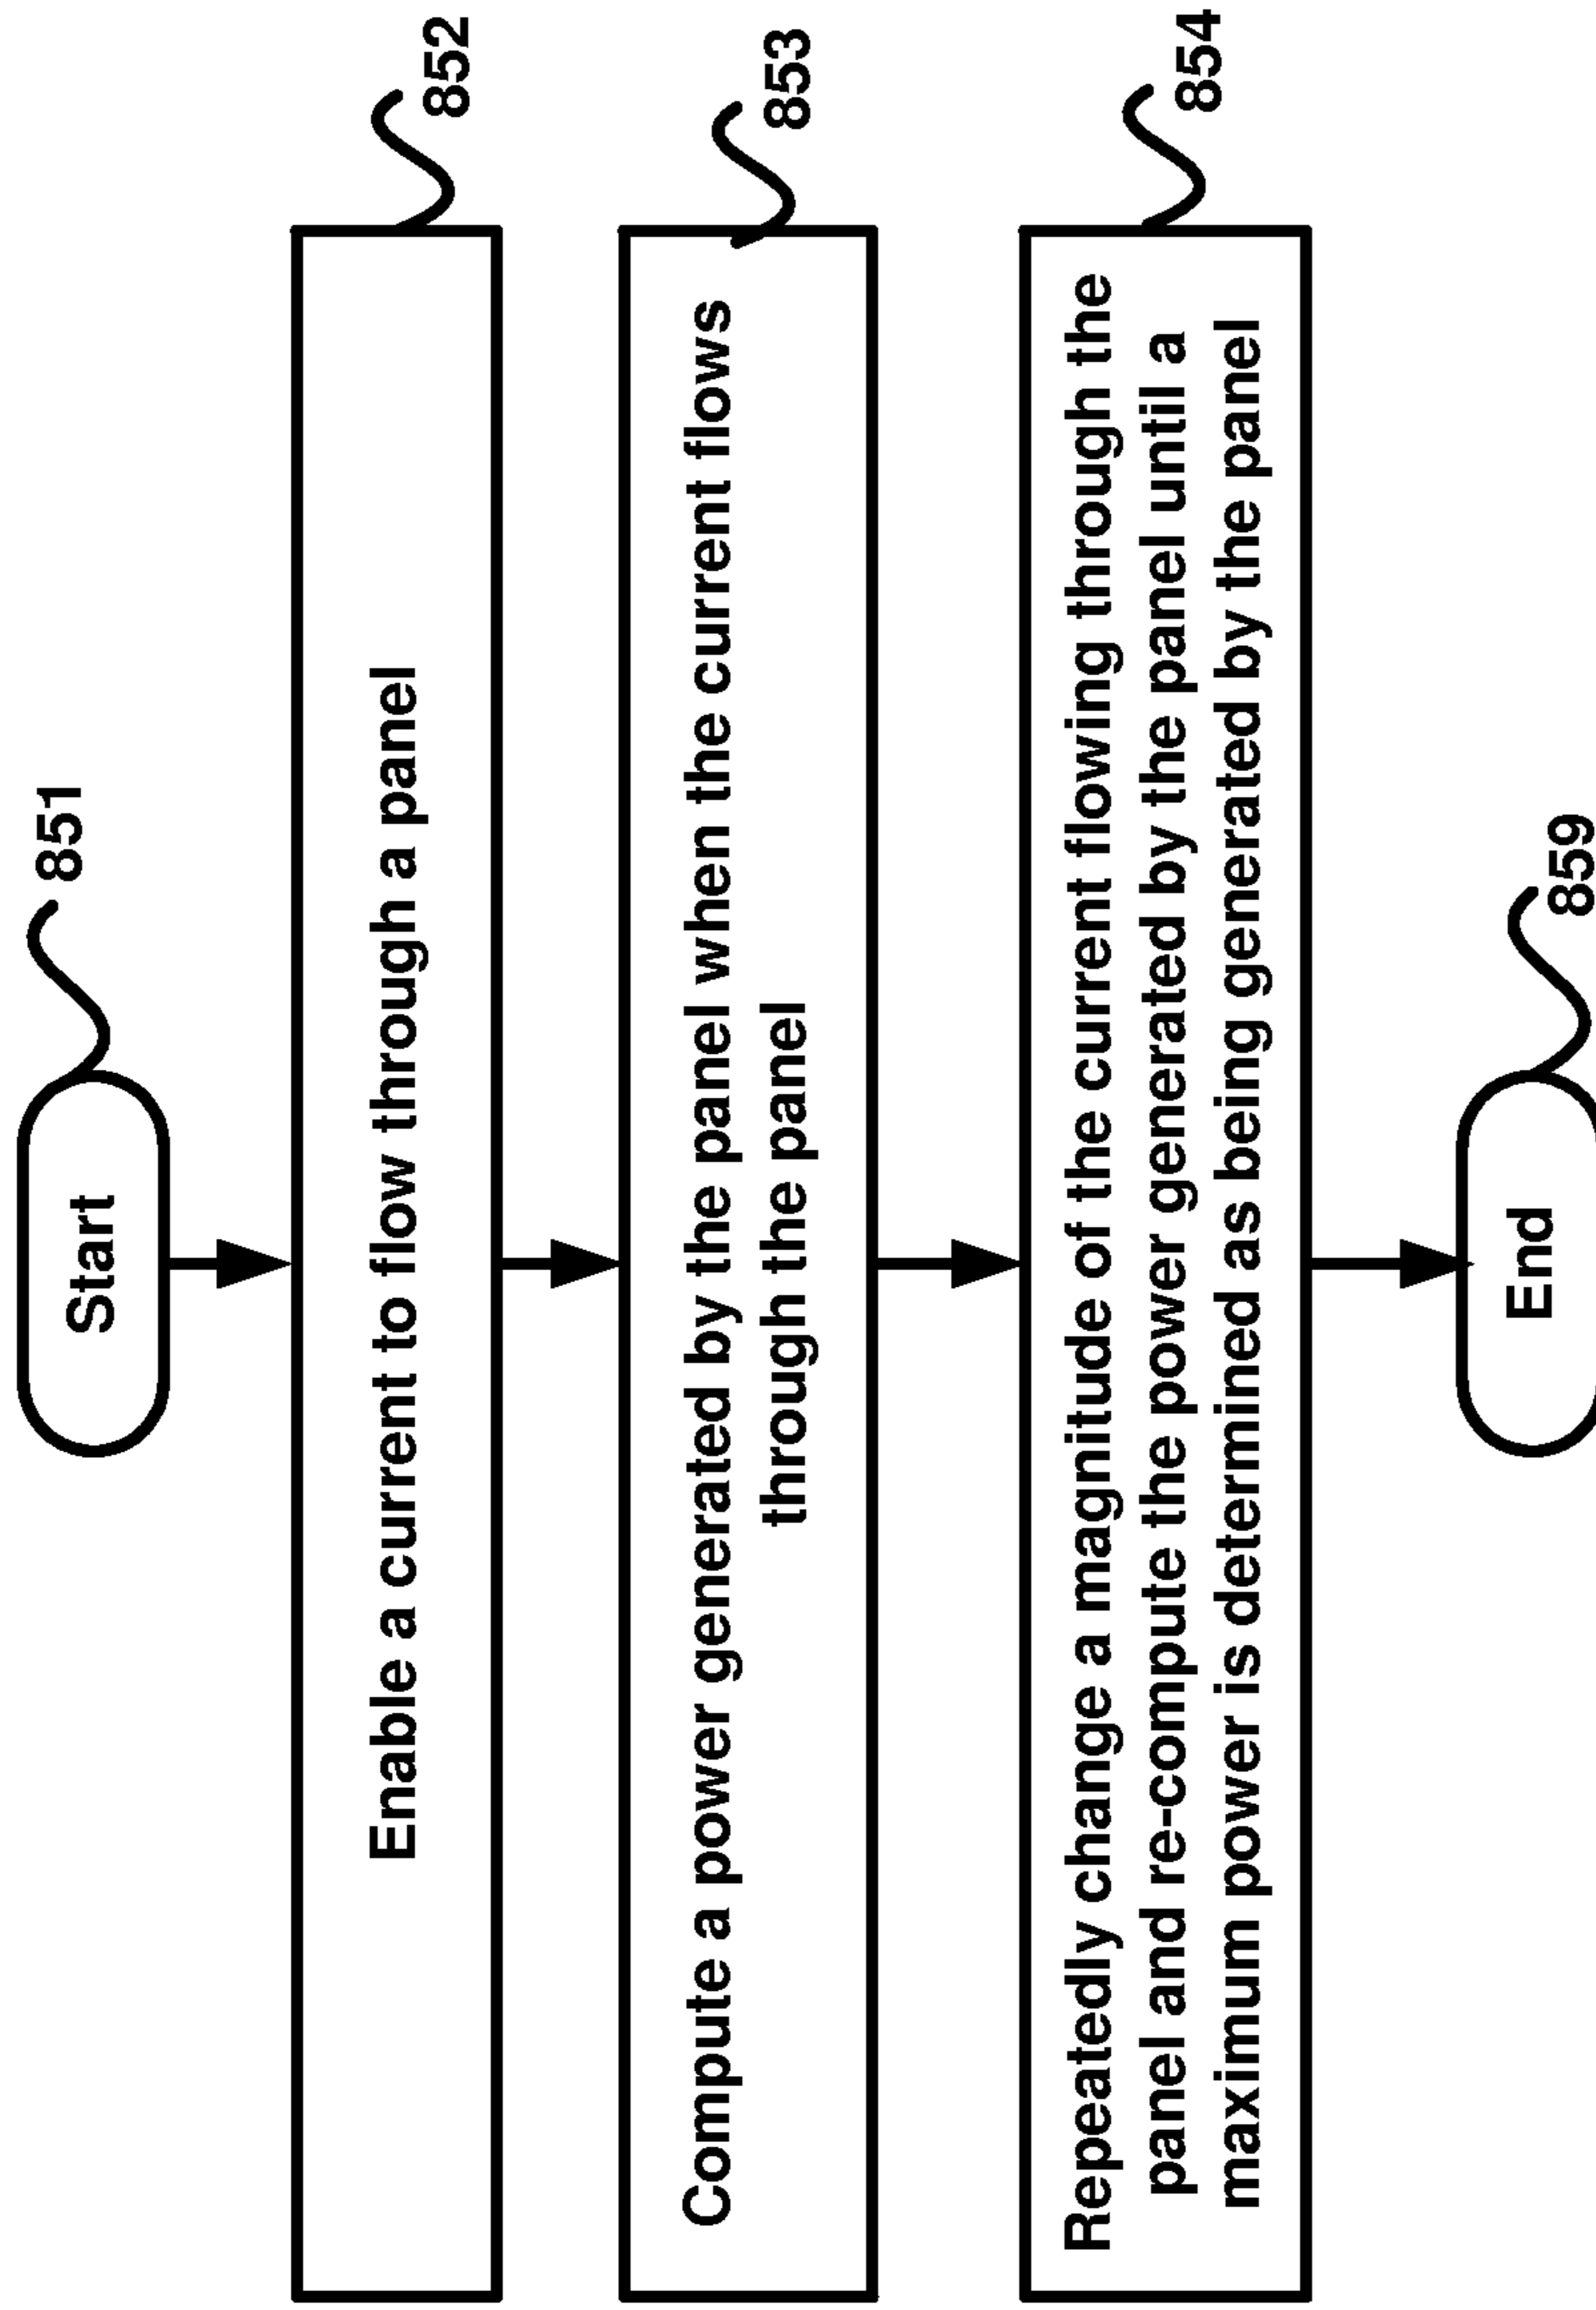 851
Start
852
Enable a current to flow through a panel
853
Compute a power generated by the panel when the current flows
through the panel
854
Repeatedly change a magnitude of the current flowing through the
panel and re-compute the power generated by the panel until a
maximum power is determined as being generated by the panel
859
End